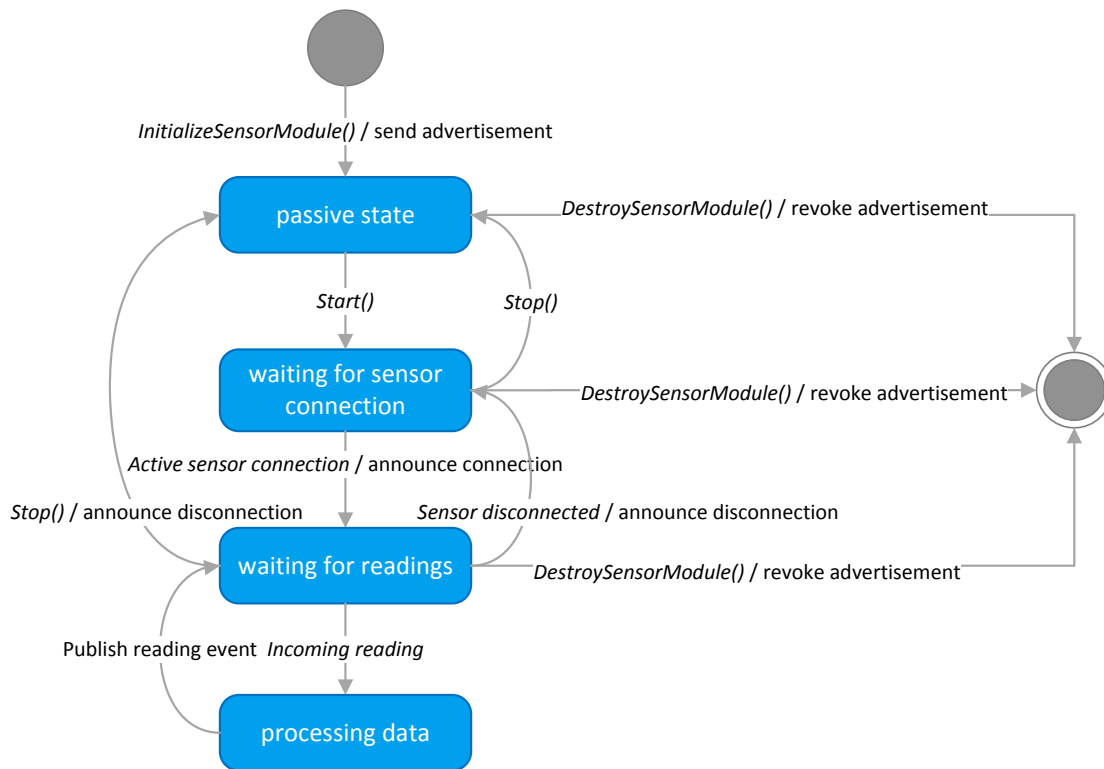 InitializeSensorModule() / send advertisement
passive state
DestroySensorModule() / revoke advertisement
Start()
Stop()
waiting for sensor
connection
DestroySensorModule() / revoke advertisement
Active sensor connection / announce connection
Stop() / announce disconnection
Sensor disconnected / announce disconnection
waiting for readings
DestroySensorModule() / revoke advertisement
Publish reading event
Incoming reading
processing data